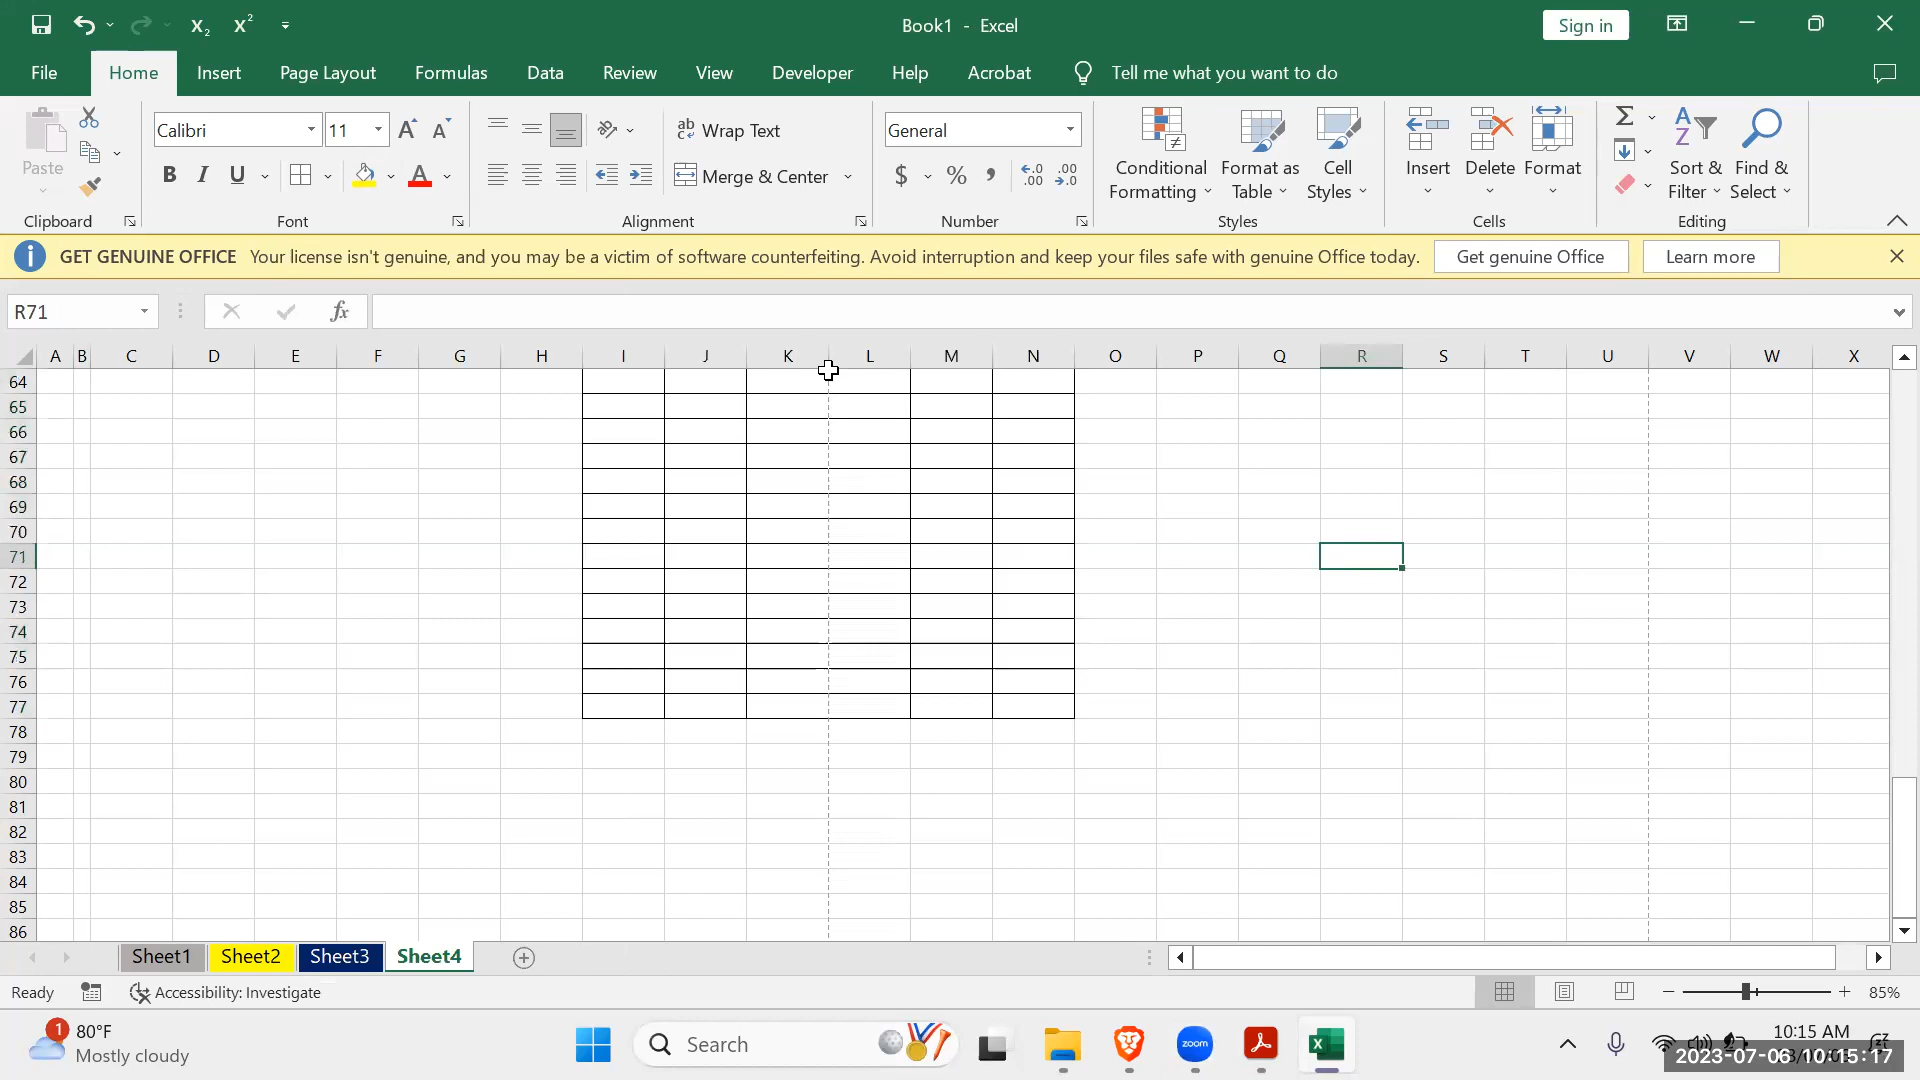 Book1 - Excel
Sign in
File Home Insert Page Layout Formulas Data Review View Developer Help Acrobat Tell me what you want to do
Paste
Clipboard
Calibri 11
B I U
Font
Wrap Text
Merge & Center
Alignment
General
$ % ,
Number
Conditional Formatting
Format as Table
Cell Styles
Styles
Insert
Delete
Format
Cells
Sort & Filter
Find & Select
Editing
GET GENUINE OFFICE Your license isn't genuine, and you may be a victim of software counterfeiting. Avoid interruption and keep your files safe with genuine Office today. Get genuine Office Learn more
R71 fx
A B C D E F G H I J K L M N O P Q R S T U V W X
64
65
66
67
68
69
70
71
72
73
74
75
76
77
78
79
80
81
82
83
84
85
86
Sheet1 Sheet2 Sheet3 Sheet4
Ready Accessibility: Investigate 85%
1 80°F
Mostly cloudy
Search
zoom
10:15 AM
2023-07-06 10:15:17